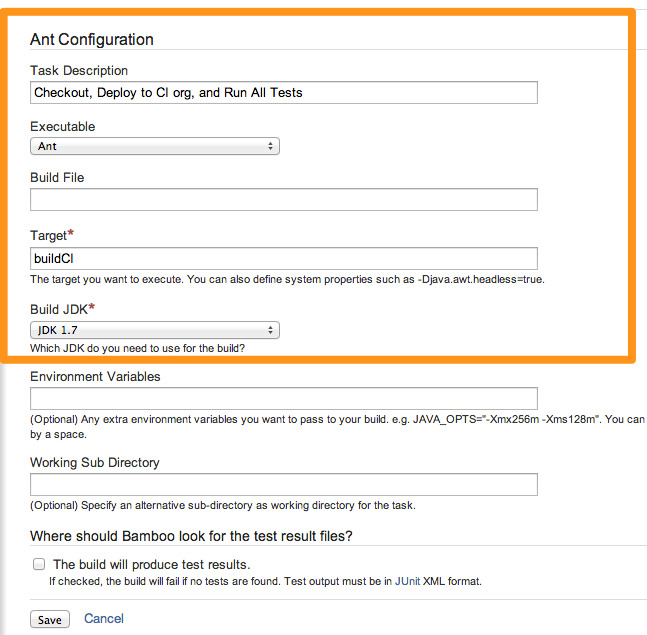 Ant Configuration
Task Description
Checkout, Deploy to CI org, and Run All Tests
Executable
Ant
Build File
Target*
buildCI
The target you want to execute. You can also define system properties such as -Djava.awt.headless=true.
Build JDK*
JDK 1.7
Which JDK do you need to use for the build?
Environment Variables
(Optional) Any extra environment variables you want to pass to your build. e.g. JAVA_OPTS="-Xmx256m -Xms128m". You can
by a space.
Working Sub Directory
(Optional) Specify an alternative sub-directory as working directory for the task.
Where should Bamboo look for the test result files?
The build will produce test results.
If checked, the build will fail if no tests are found. Test output must be in JUnit XML format.
Save Cancel